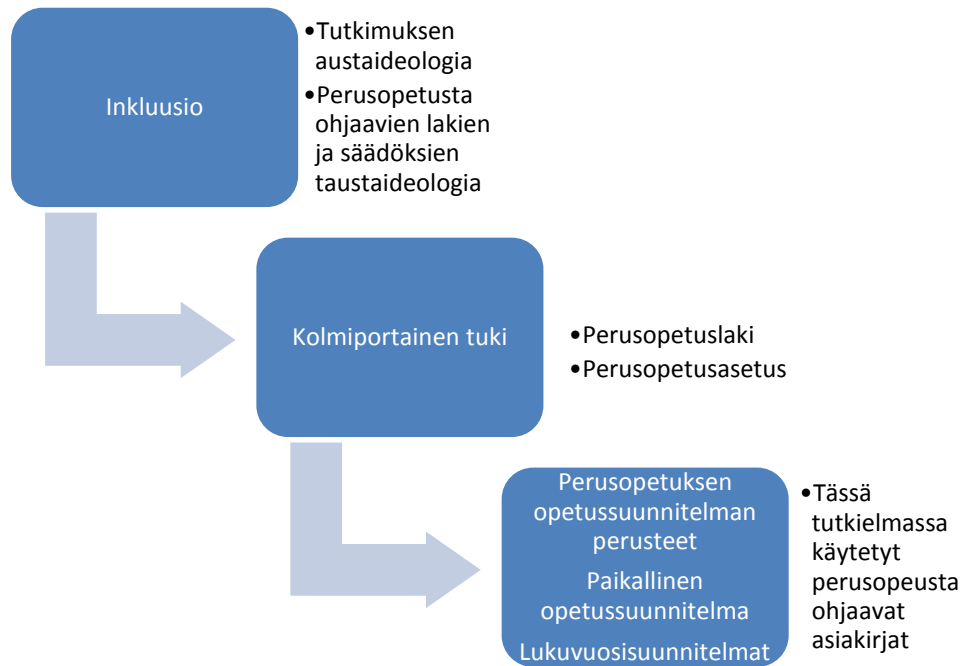 Inkluusio
•Tutkimuksen
austaideologia
•Perusopetusta
ohjaavien lakien
ja säädöksien
taustaideologia
Kolmiportainen tuki
•Perusopetuslaki
•Perusopetusasetus
Perusopetuksen
opetussuunnitelman
perusteet
Paikallinen
opetussuunnitelma
Lukuvuosisuunnitelmat
•Tässä
tutkielmassa
käytetyt
perusopeusta
ohjaavat
asiakirjat